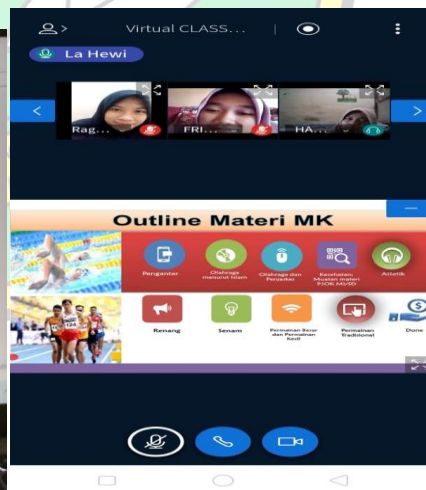 Virtual CLASS...
La Hewi
Rag...
FRI...
HA...
Outline Materi MK
Pengantar
Olahraga menurut Islam
Olahraga dan Penjaskes
Kesehatan: Muatan materi PJOK MI/SD
Atletik
Renang
Senam
Permainan Besar dan Permainan Kecil
Permainan Tradisional
Done